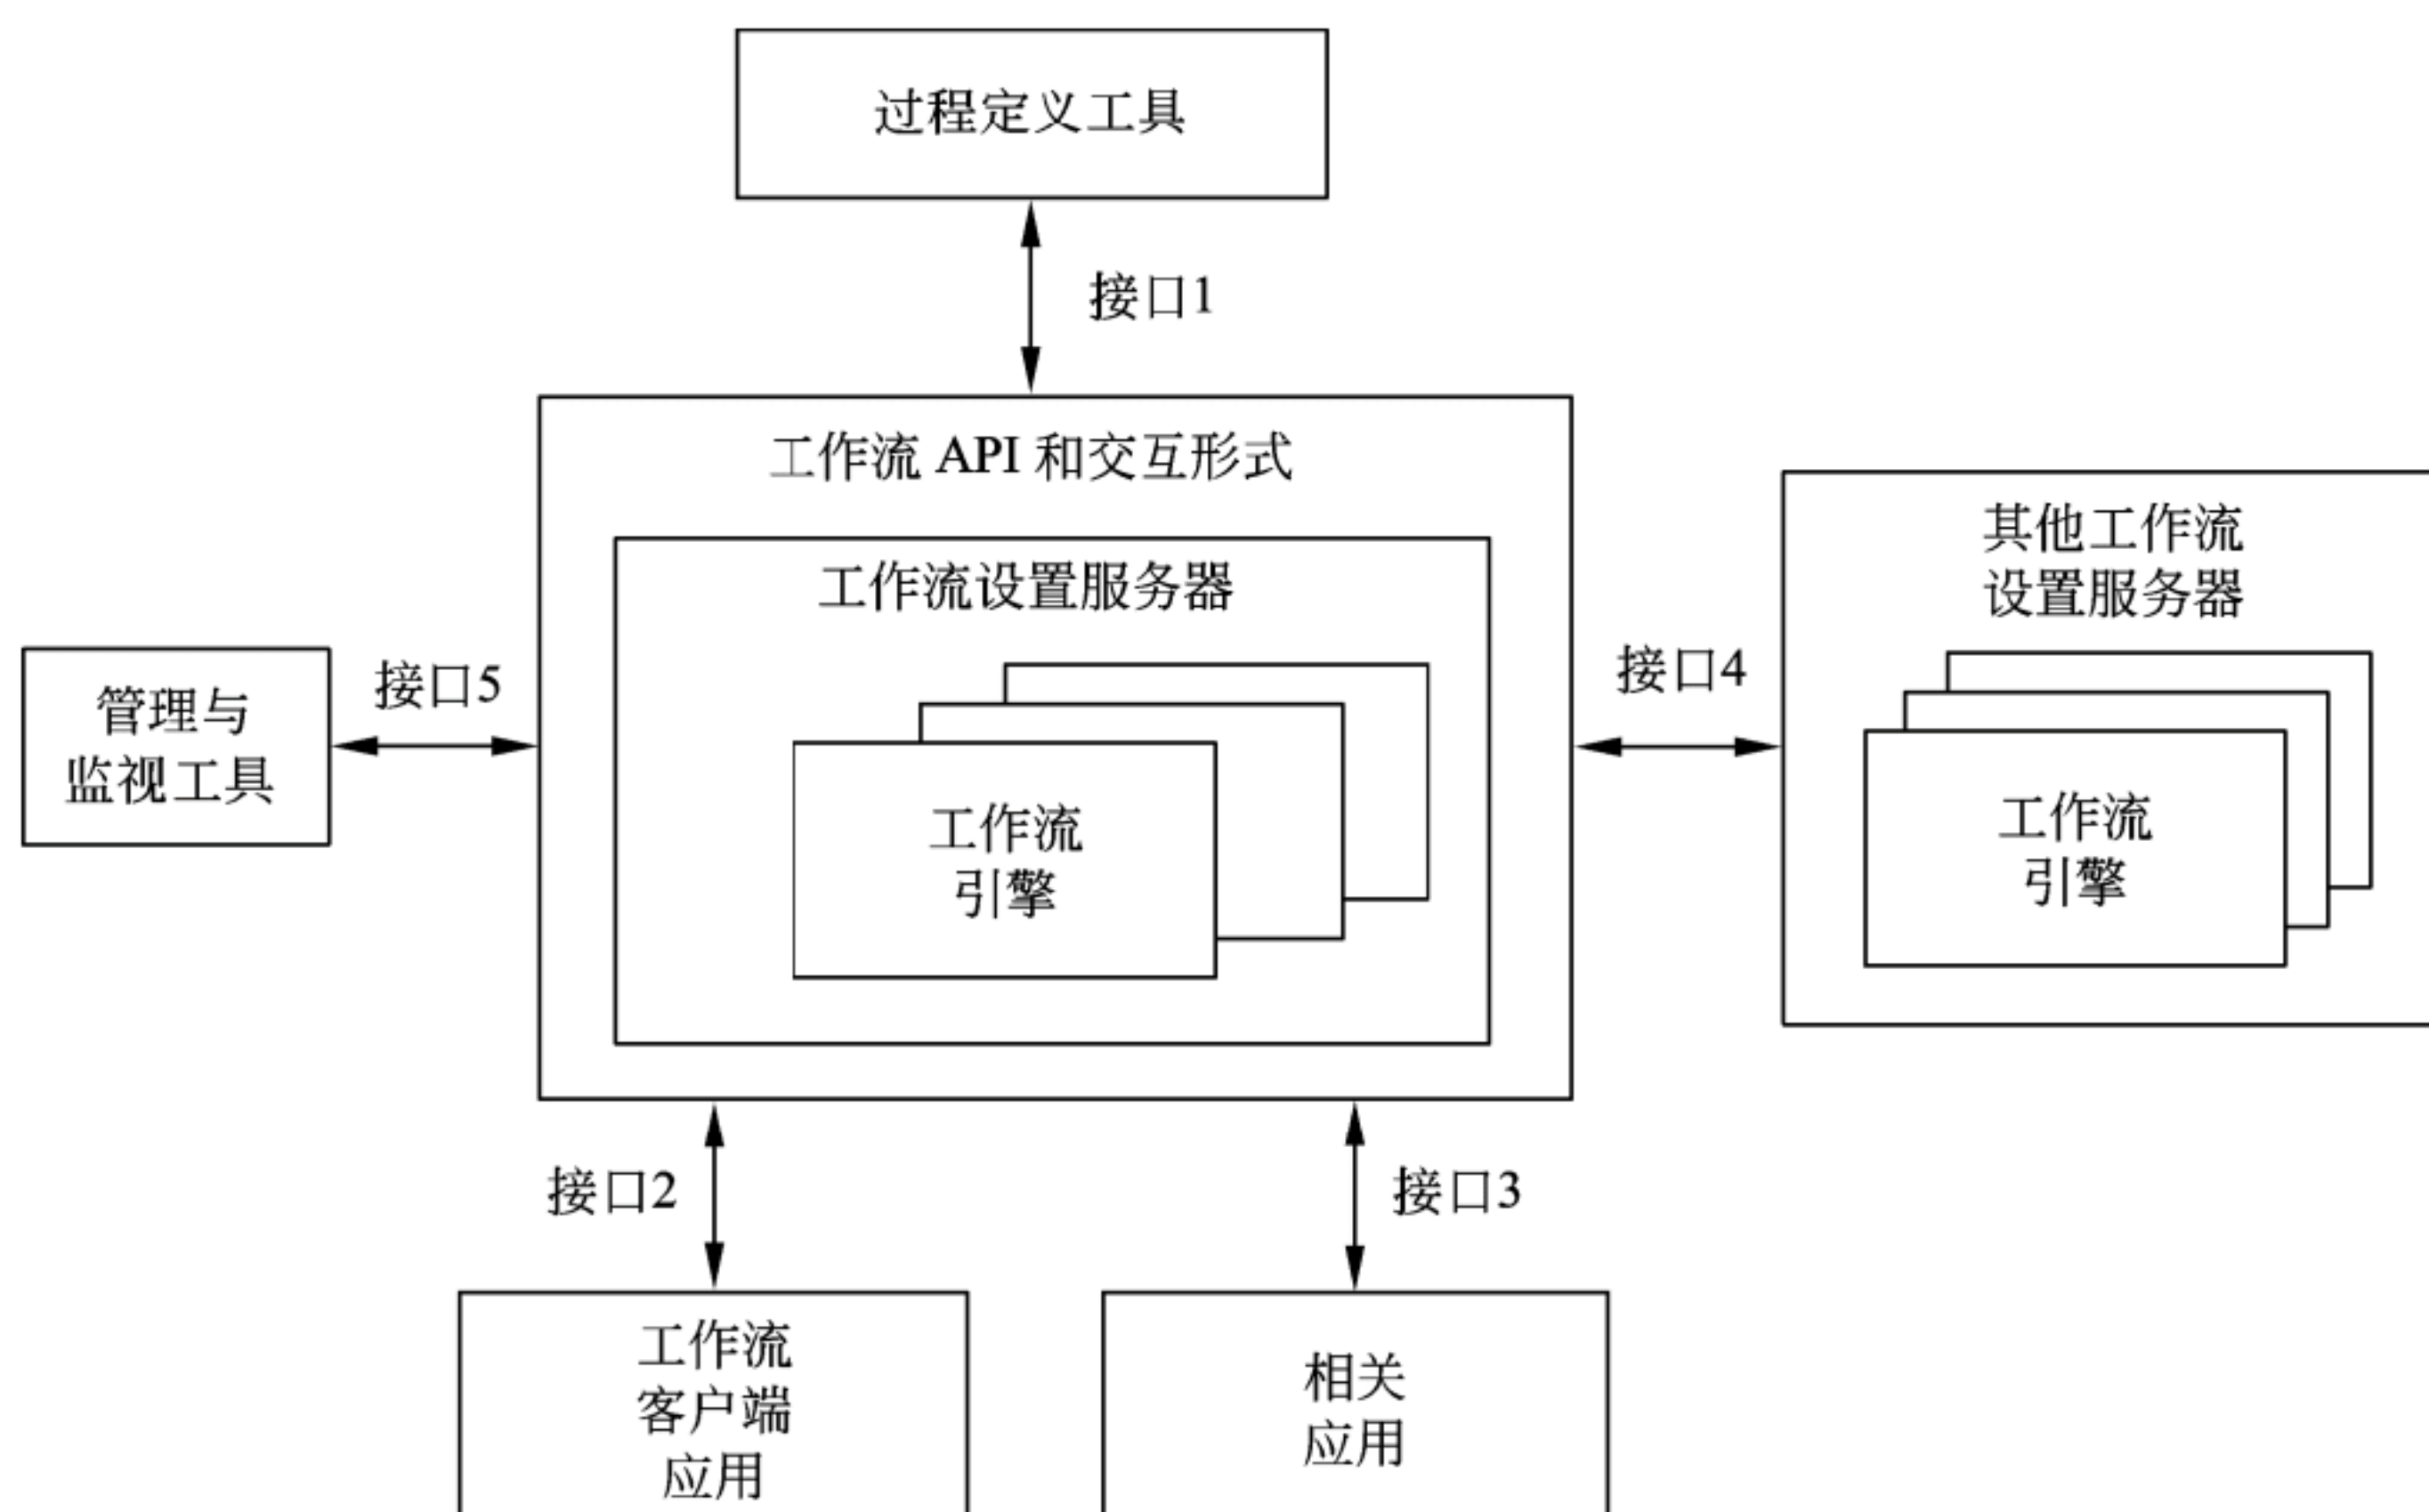 过程定义工具
接口1
工作流 API 和交互形式
工作流设置服务器
工作流
引擎
管理与
监视工具
接口5
接口4
其他工作流
设置服务器
工作流
引擎
接口2
接口3
工作流
客户端
应用
相关
应用